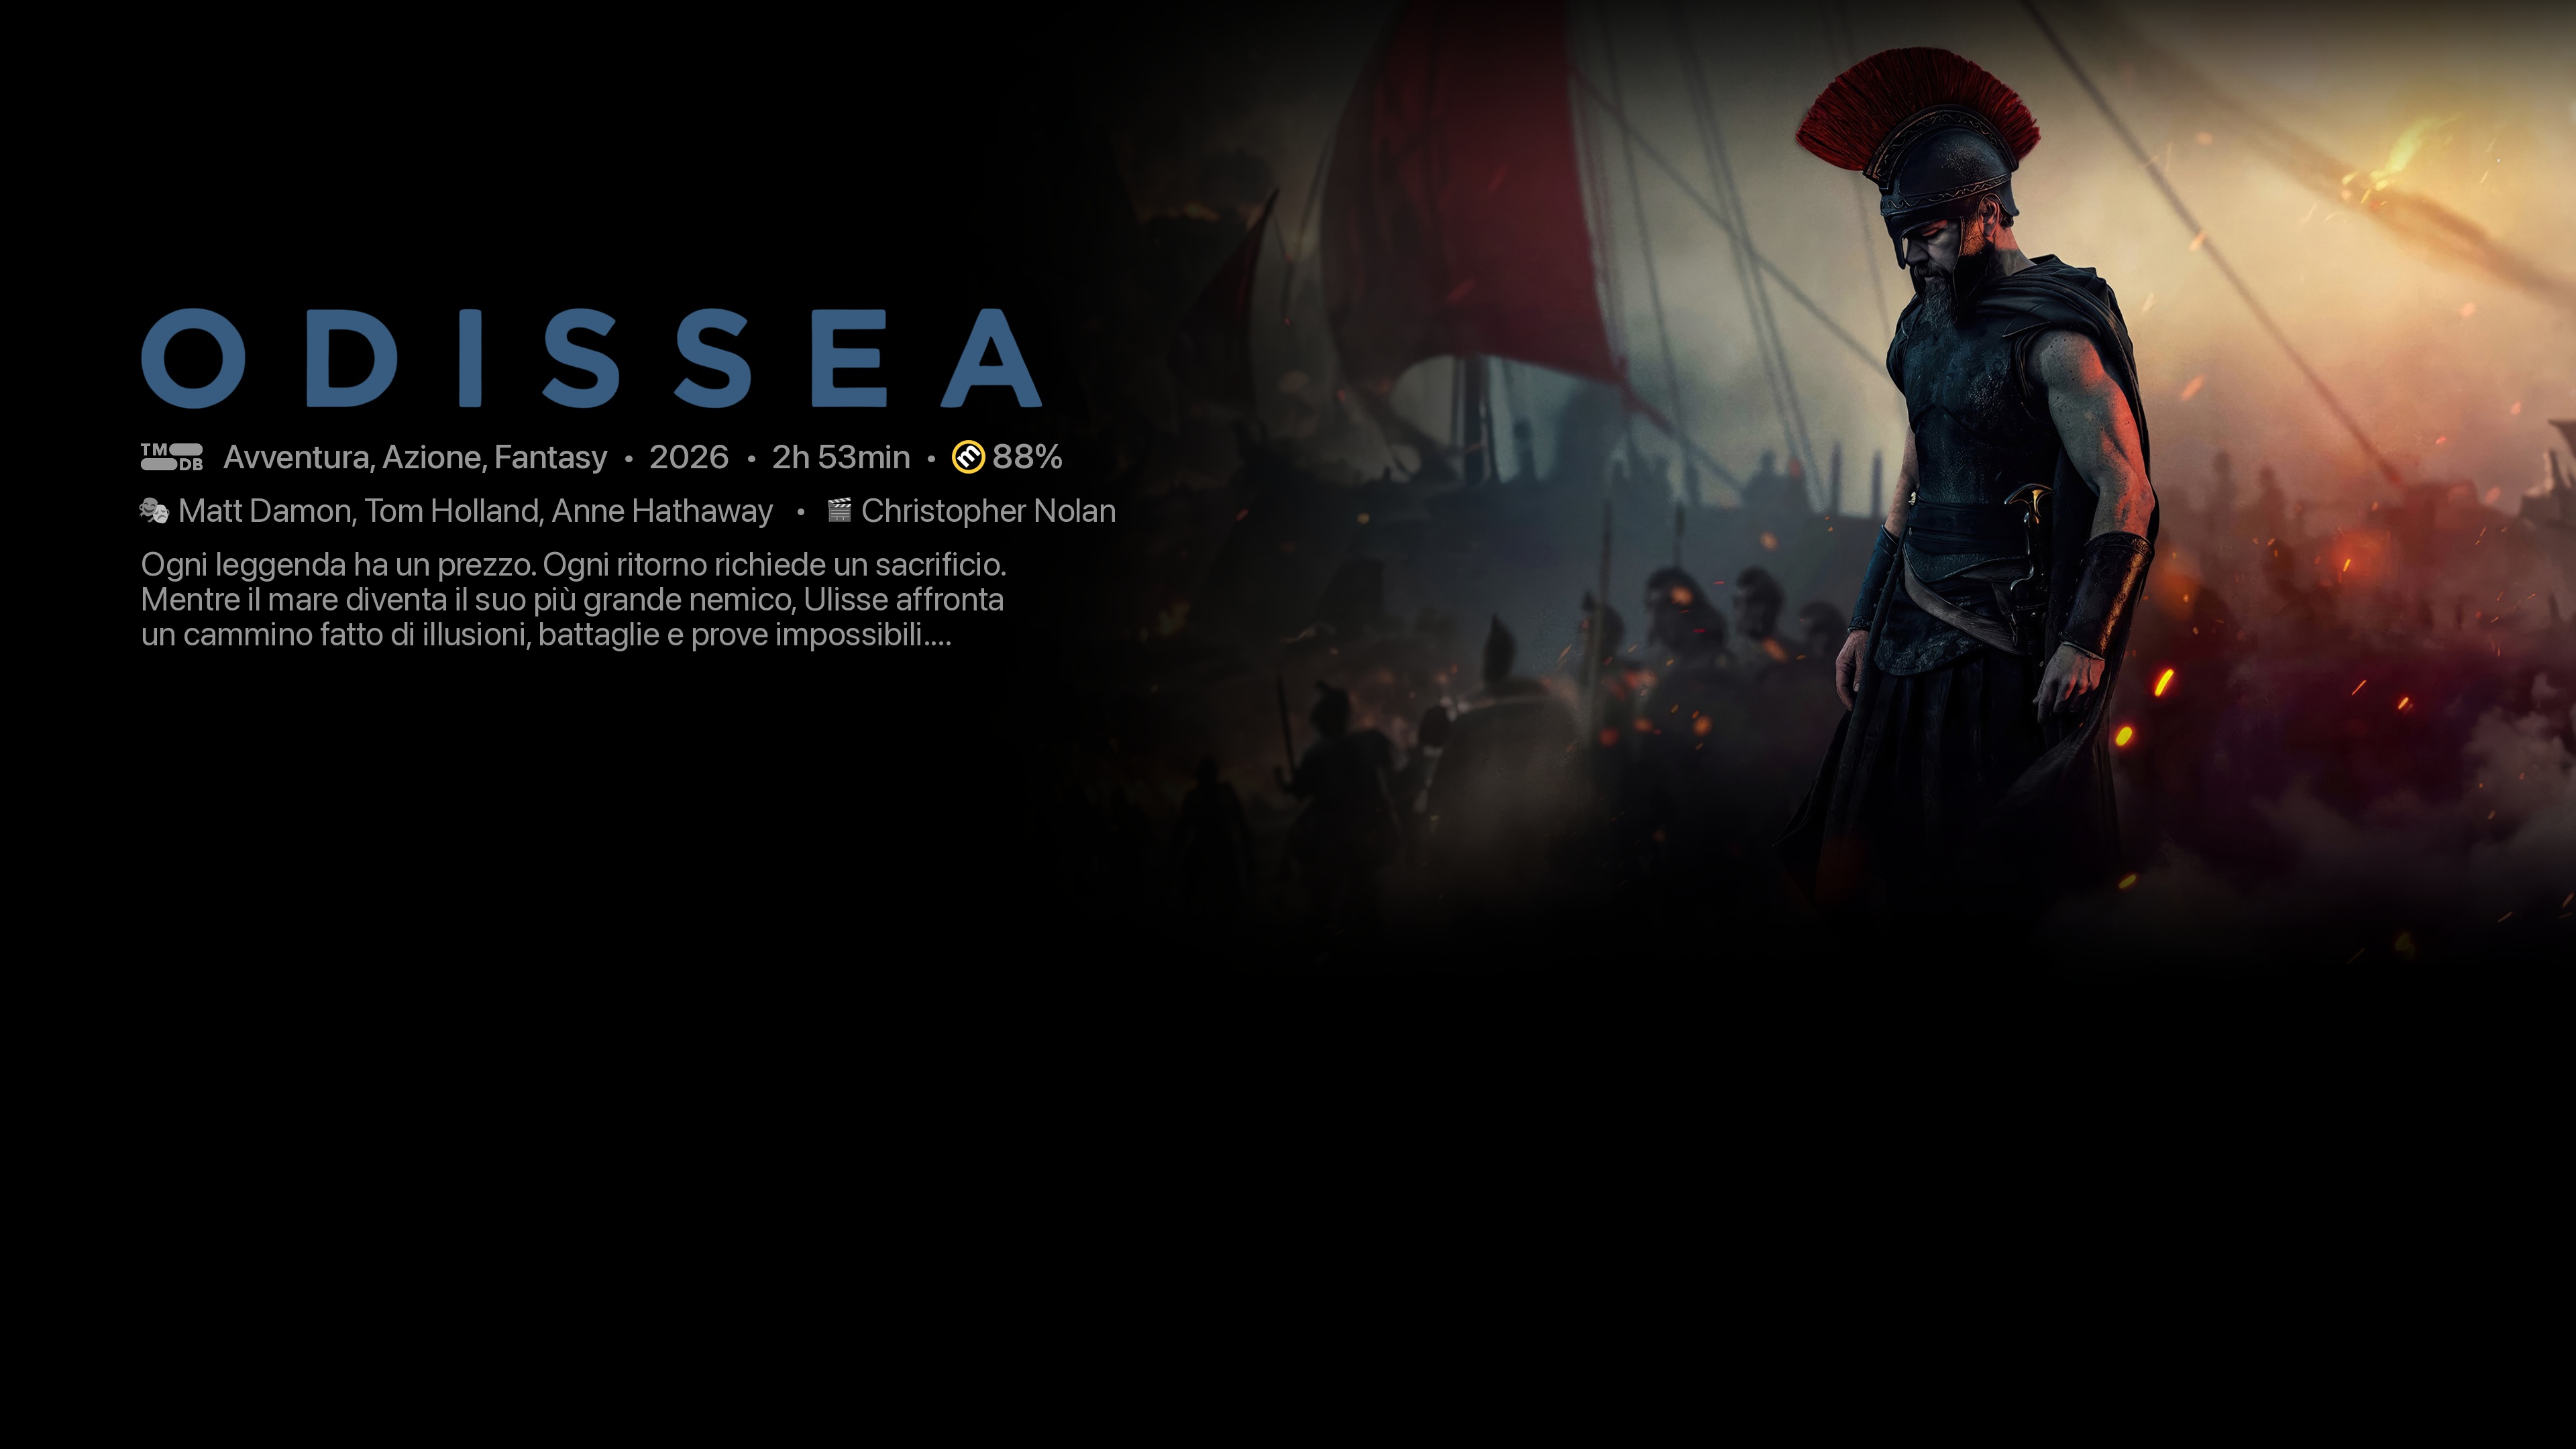 ODISSEA
TMDB Avventura, Azione, Fantasy • 2026 • 2h 53min • m 88%
Matt Damon, Tom Holland, Anne Hathaway • Christopher Nolan
Ogni leggenda ha un prezzo. Ogni ritorno richiede un sacrificio.
Mentre il mare diventa il suo più grande nemico, Ulisse affronta
un cammino fatto di illusioni, battaglie e prove impossibili....